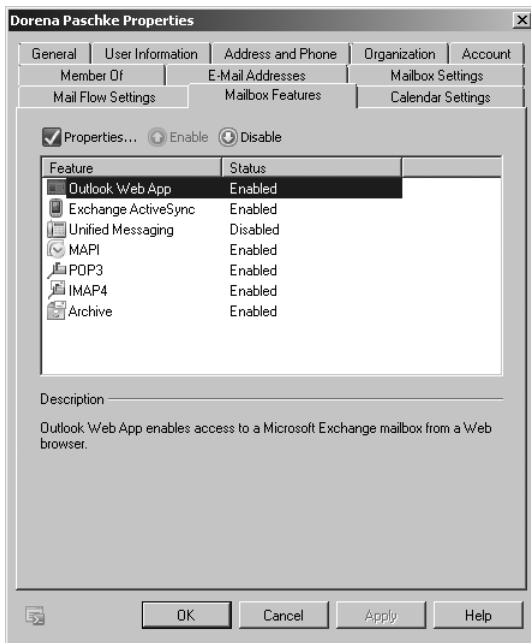 Dorena Paschke Properties
General User Information Address and Phone Organization Account
Member Of E-Mail Addresses Mailbox Settings
Mail Flow Settings Mailbox Features Calendar Settings
Properties... Enable Disable
Feature Status
Outlook Web App Enabled
Exchange ActiveSync Enabled
Unified Messaging Disabled
MAPI Enabled
POP3 Enabled
IMAP4 Enabled
Archive Enabled
Description
Outlook Web App enables access to a Microsoft Exchange mailbox from a Web
browser.
OK Cancel Apply Help